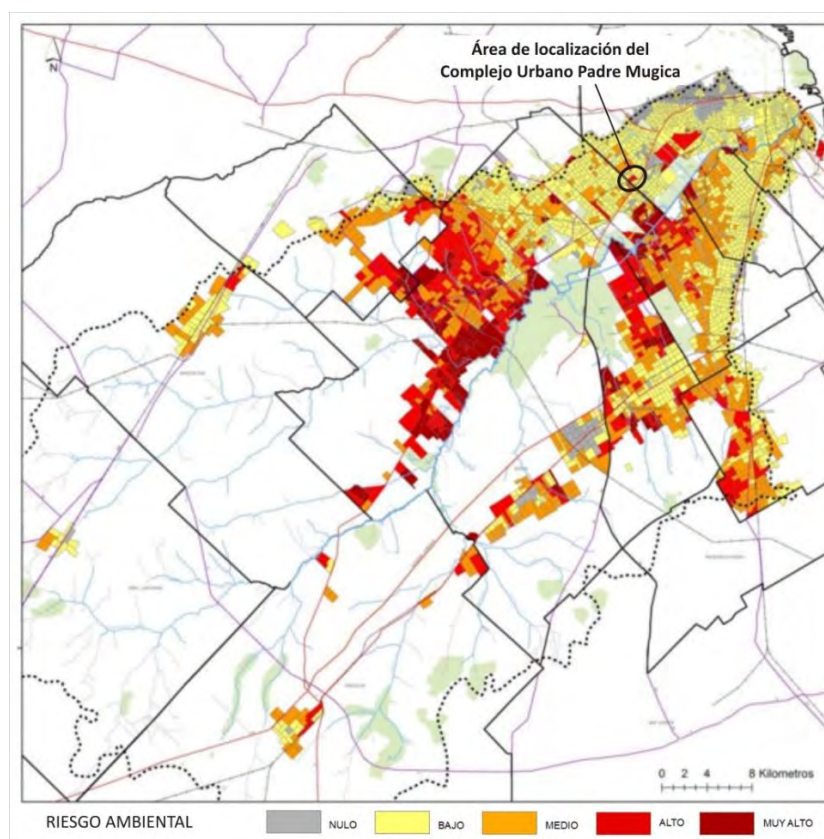 Área de localización del
Complejo Urbano Padre Mugica
N
0 2 4 8 Kilometros
RIESGO AMBIENTAL
NULO
BAJO
MEDIO
ALTO
MUY ALTO